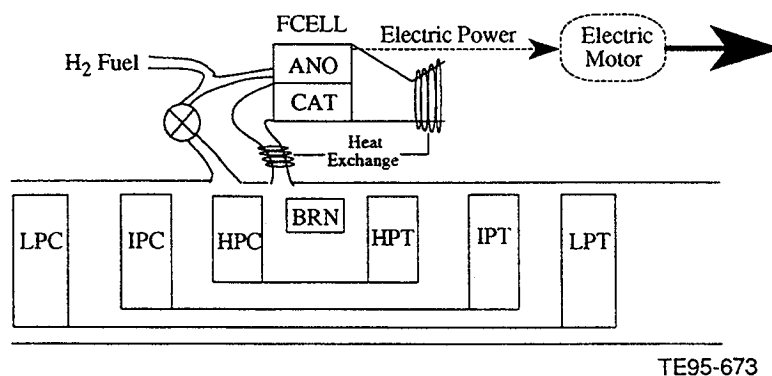 FCELL
Electric Power
Electric
Motor
H2 Fuel
ANO
CAT
Heat
Exchange
LPC
IPC
HPC
BRN
HPT
IPT
LPT
TE95-673